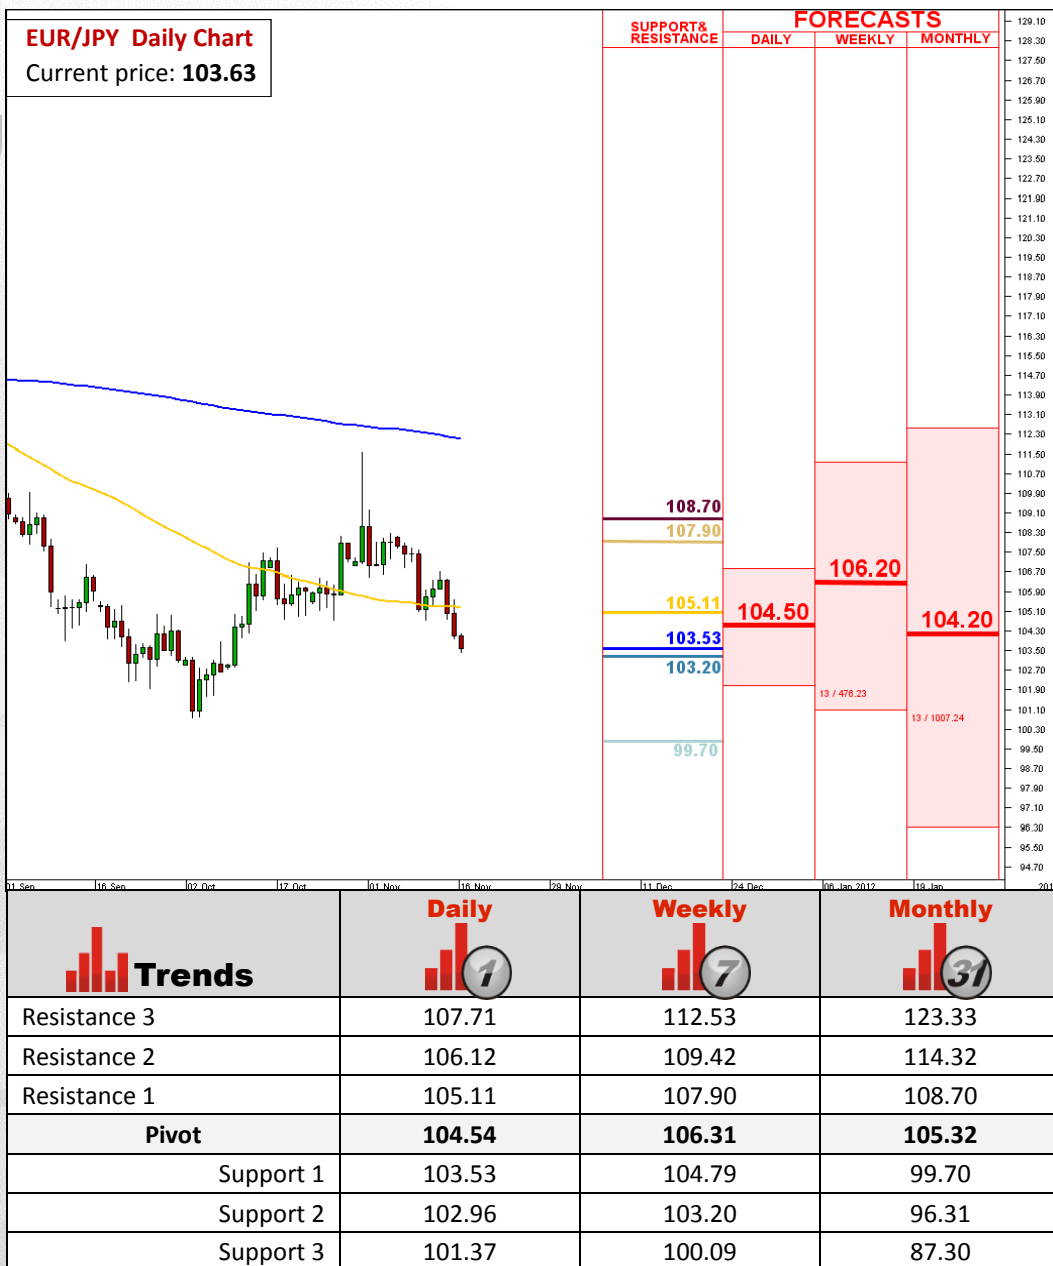 EUR/JPY Daily Chart
Current price: 103.63
SUPPORT&
RESISTANCE
FORECASTS
DAILY
WEEKLY
MONTHLY
129.10
128.30
127.50
126.70
125.90
125.10
124.30
123.50
122.70
121.90
121.10
120.30
119.50
118.70
117.90
117.10
116.30
115.50
114.70
113.90
113.10
112.30
111.50
110.70
109.90
109.10
108.30
107.50
106.70
105.90
105.10
104.30
103.50
102.70
101.90
101.10
100.30
99.50
98.70
97.90
97.10
96.30
95.50
94.70
108.70
107.90
105.11
103.53
103.20
99.70
104.50
106.20
104.20
13 / 476.23
13 / 1007.24
01 Sep
16 Sep
02 Oct
17 Oct
01 Nov
16 Nov
29 Nov
11 Dec
24 Dec
06 Jan 2012
19 Jan
201
Trends
Daily
1
Weekly
7
Monthly
31
Resistance 3 107.71 112.53 123.33
Resistance 2 106.12 109.42 114.32
Resistance 1 105.11 107.90 108.70
Pivot 104.54 106.31 105.32
Support 1 103.53 104.79 99.70
Support 2 102.96 103.20 96.31
Support 3 101.37 100.09 87.30